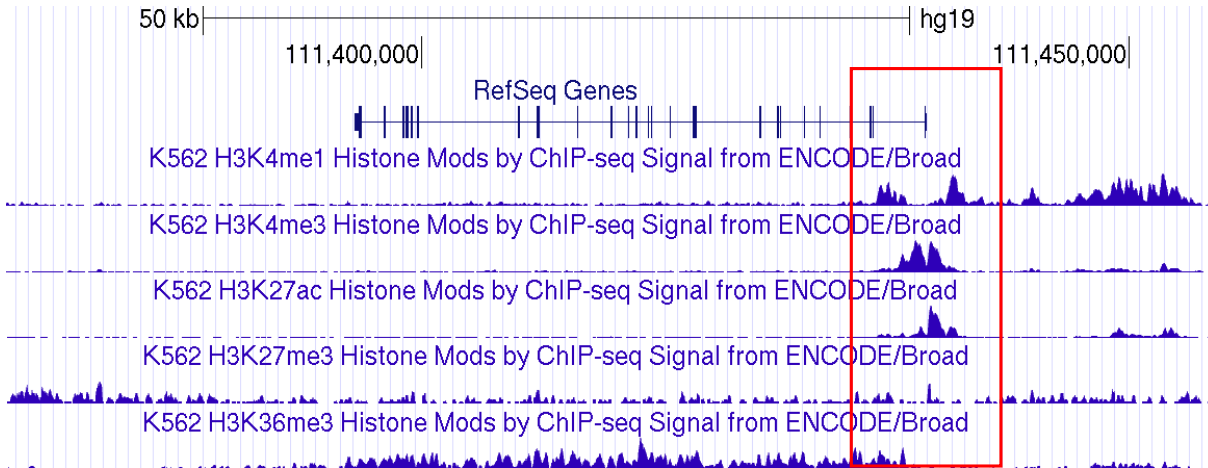 50 kb hg19
111,400,000 111,450,000
RefSeq Genes
K562 H3K4me1 Histone Mods by ChIP-seq Signal from ENCODE/Broad
K562 H3K4me3 Histone Mods by ChIP-seq Signal from ENCODE/Broad
K562 H3K27ac Histone Mods by ChIP-seq Signal from ENCODE/Broad
K562 H3K27me3 Histone Mods by ChIP-seq Signal from ENCODE/Broad
K562 H3K36me3 Histone Mods by ChIP-seq Signal from ENCODE/Broad